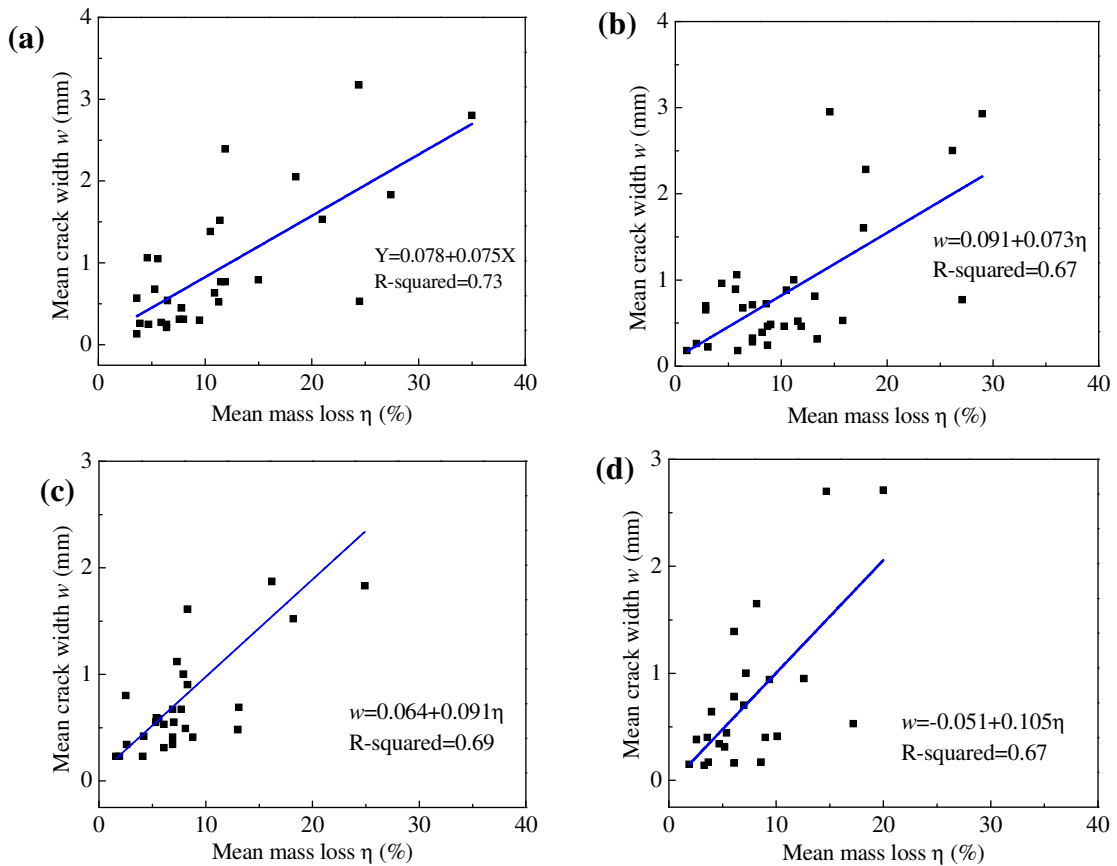 (a)
4
3
2
1
0
Mean crack width w (mm)
Y=0.078+0.075X
R-squared=0.73
0 10 20 30 40
Mean mass loss η (%)
(b)
4
3
2
1
0
Mean crack width w (mm)
w=0.091+0.073η
R-squared=0.67
0 10 20 30 40
Mean mass loss η (%)
(c)
3
2
1
0
Mean crack width w (mm)
w=0.064+0.091η
R-squared=0.69
0 10 20 30 40
Mean mass loss η (%)
(d)
3
2
1
0
Mean crack width w (mm)
w=-0.051+0.105η
R-squared=0.67
0 10 20 30 40
Mean mass loss η (%)